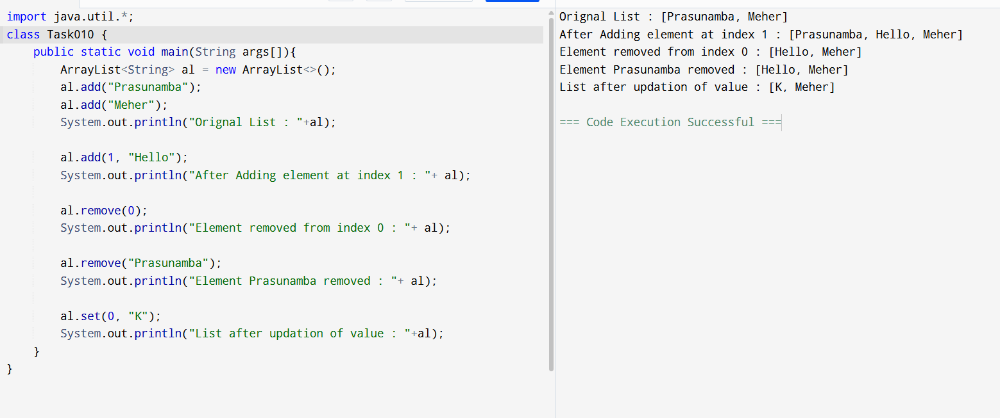 import java.util.*;
class Task010 {
    public static void main(String args[]){
        ArrayList<String> al = new ArrayList<>();
        al.add("Prasunamba");
        al.add("Meher");
        System.out.println("Orignal List : "+al);

        al.add(1, "Hello");
        System.out.println("After Adding element at index 1 : "+ al);

        al.remove(0);
        System.out.println("Element removed from index 0 : "+ al);

        al.remove("Prasunamba");
        System.out.println("Element Prasunamba removed : "+ al);

        al.set(0, "K");
        System.out.println("List after updation of value : "+al);
    }
}
Orignal List : [Prasunamba, Meher]
After Adding element at index 1 : [Prasunamba, Hello, Meher]
Element removed from index 0 : [Hello, Meher]
Element Prasunamba removed : [Hello, Meher]
List after updation of value : [K, Meher]

=== Code Execution Successful ===